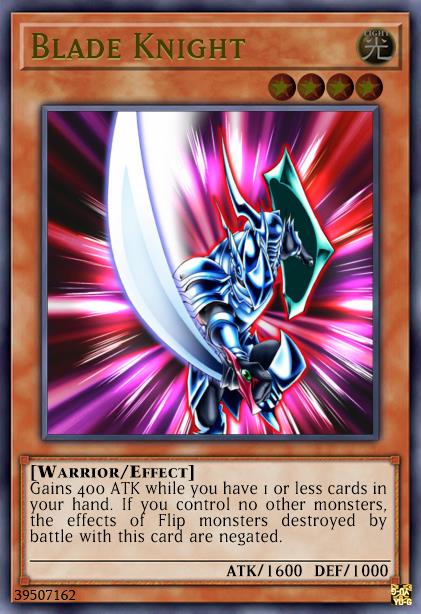 BLADE KNIGHT
LIGHT
光
[WARRIOR/EFFECT]
Gains 400 ATK while you have 1 or less cards in
your hand. If you control no other monsters,
the effects of Flip monsters destroyed by
battle with this card are negated.
ATK/1600 DEF/1000
39507162